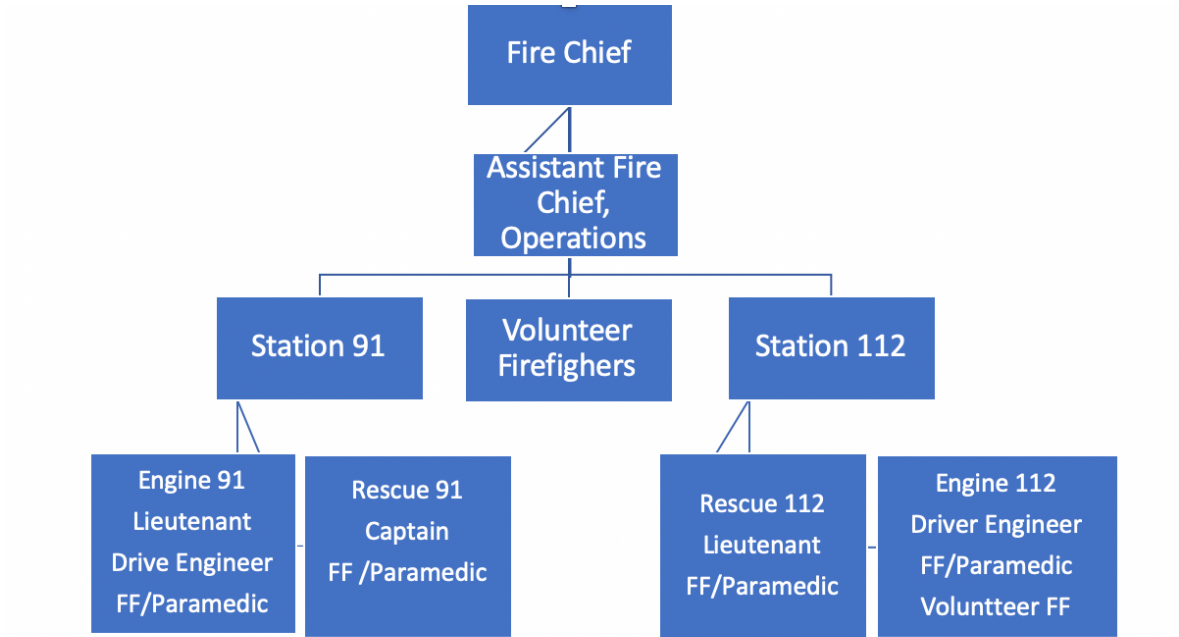 Fire Chief
Assistant Fire
Chief,
Operations
Station 91
Volunteer
Firefighers
Station 112
Engine 91
Lieutenant
Drive Engineer
FF/Paramedic
Rescue 91
Captain
FF /Paramedic
Rescue 112
Lieutenant
FF/Paramedic
Engine 112
Driver Engineer
FF/Paramedic
Voluntteer FF